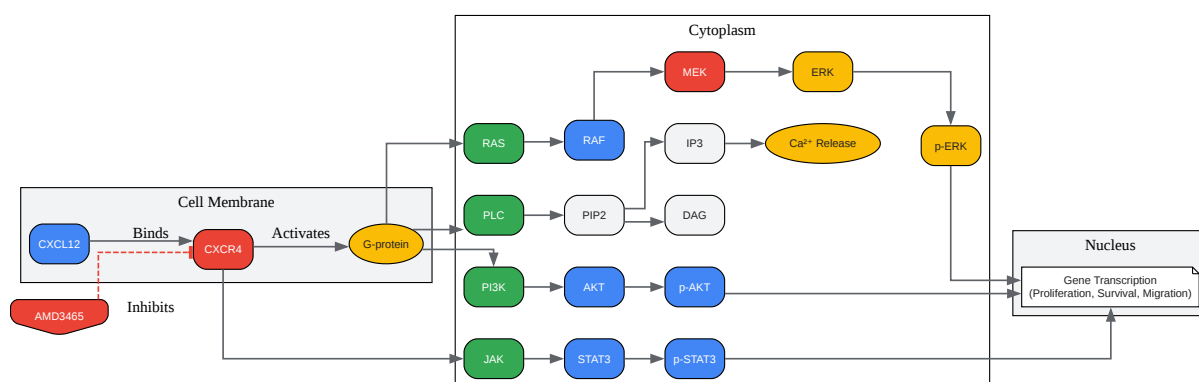 Cytoplasm
MEK
ERK
RAS
RAF
IP3
Ca²⁺ Release
p-ERK
Cell Membrane
PLC
PIP2
DAG
CXCL12
Binds
CXCR4
Activates
G-protein
Nucleus
Gene Transcription
(Proliferation, Survival, Migration)
PI3K
AKT
p-AKT
AMD3465
Inhibits
JAK
STAT3
p-STAT3